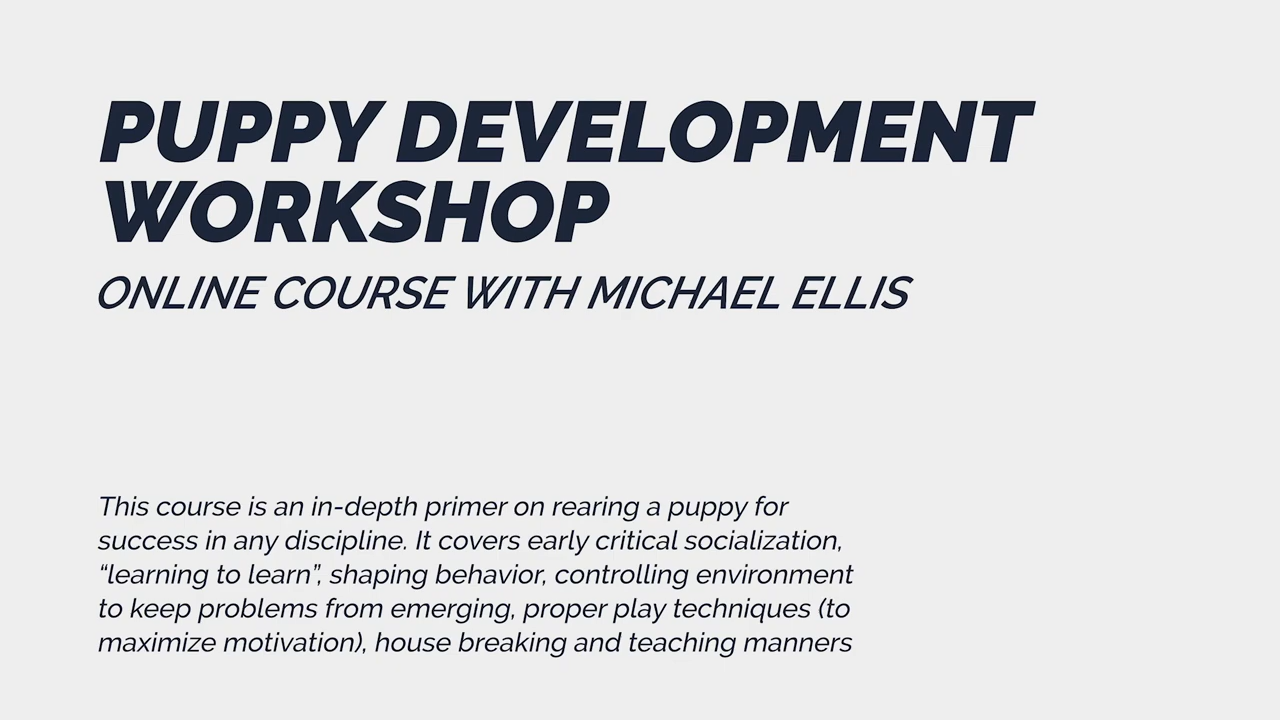 PUPPY DEVELOPMENT
WORKSHOP
ONLINE COURSE WITH MICHAEL ELLIS
This course is an in-depth primer on rearing a puppy for
success in any discipline. It covers early critical socialization,
“learning to learn”, shaping behavior, controlling environment
to keep problems from emerging, proper play techniques (to
maximize motivation), house breaking and teaching manners